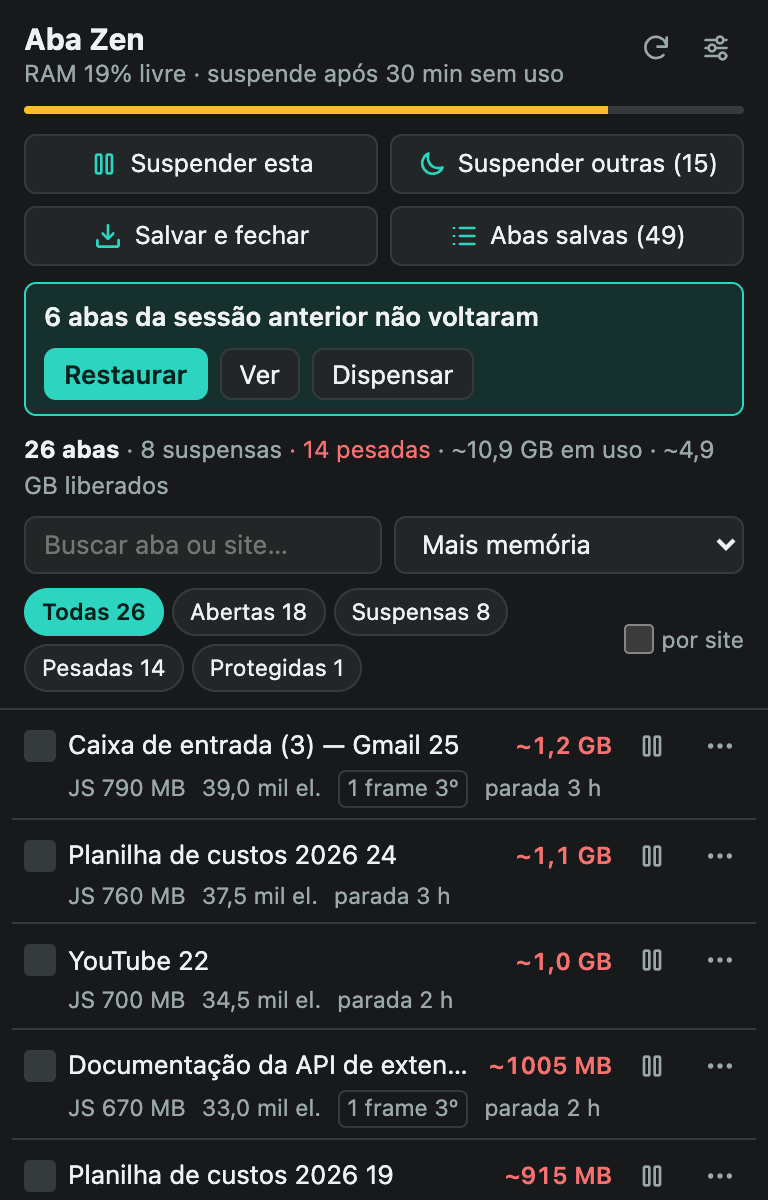 Aba Zen
RAM 19% livre · suspende após 30 min sem uso
Suspender esta
Suspender outras (15)
Salvar e fechar
Abas salvas (49)
6 abas da sessão anterior não voltaram
Restaurar
Ver
Dispensar
26 abas · 8 suspensas · 14 pesadas · ~10,9 GB em uso · ~4,9
GB liberados
Buscar aba ou site...
Mais memória
Todas 26
Abertas 18
Suspensas 8
Pesadas 14
Protegidas 1
por site
Caixa de entrada (3) — Gmail 25
~1,2 GB
JS 790 MB 39,0 mil el. 1 frame 3º parada 3 h
Planilha de custos 2026 24
~1,1 GB
JS 760 MB 37,5 mil el. parada 3 h
YouTube 22
~1,0 GB
JS 700 MB 34,5 mil el. parada 2 h
Documentação da API de exten...
~1005 MB
JS 670 MB 33,0 mil el. 1 frame 3º parada 2 h
Planilha de custos 2026 19
~915 MB